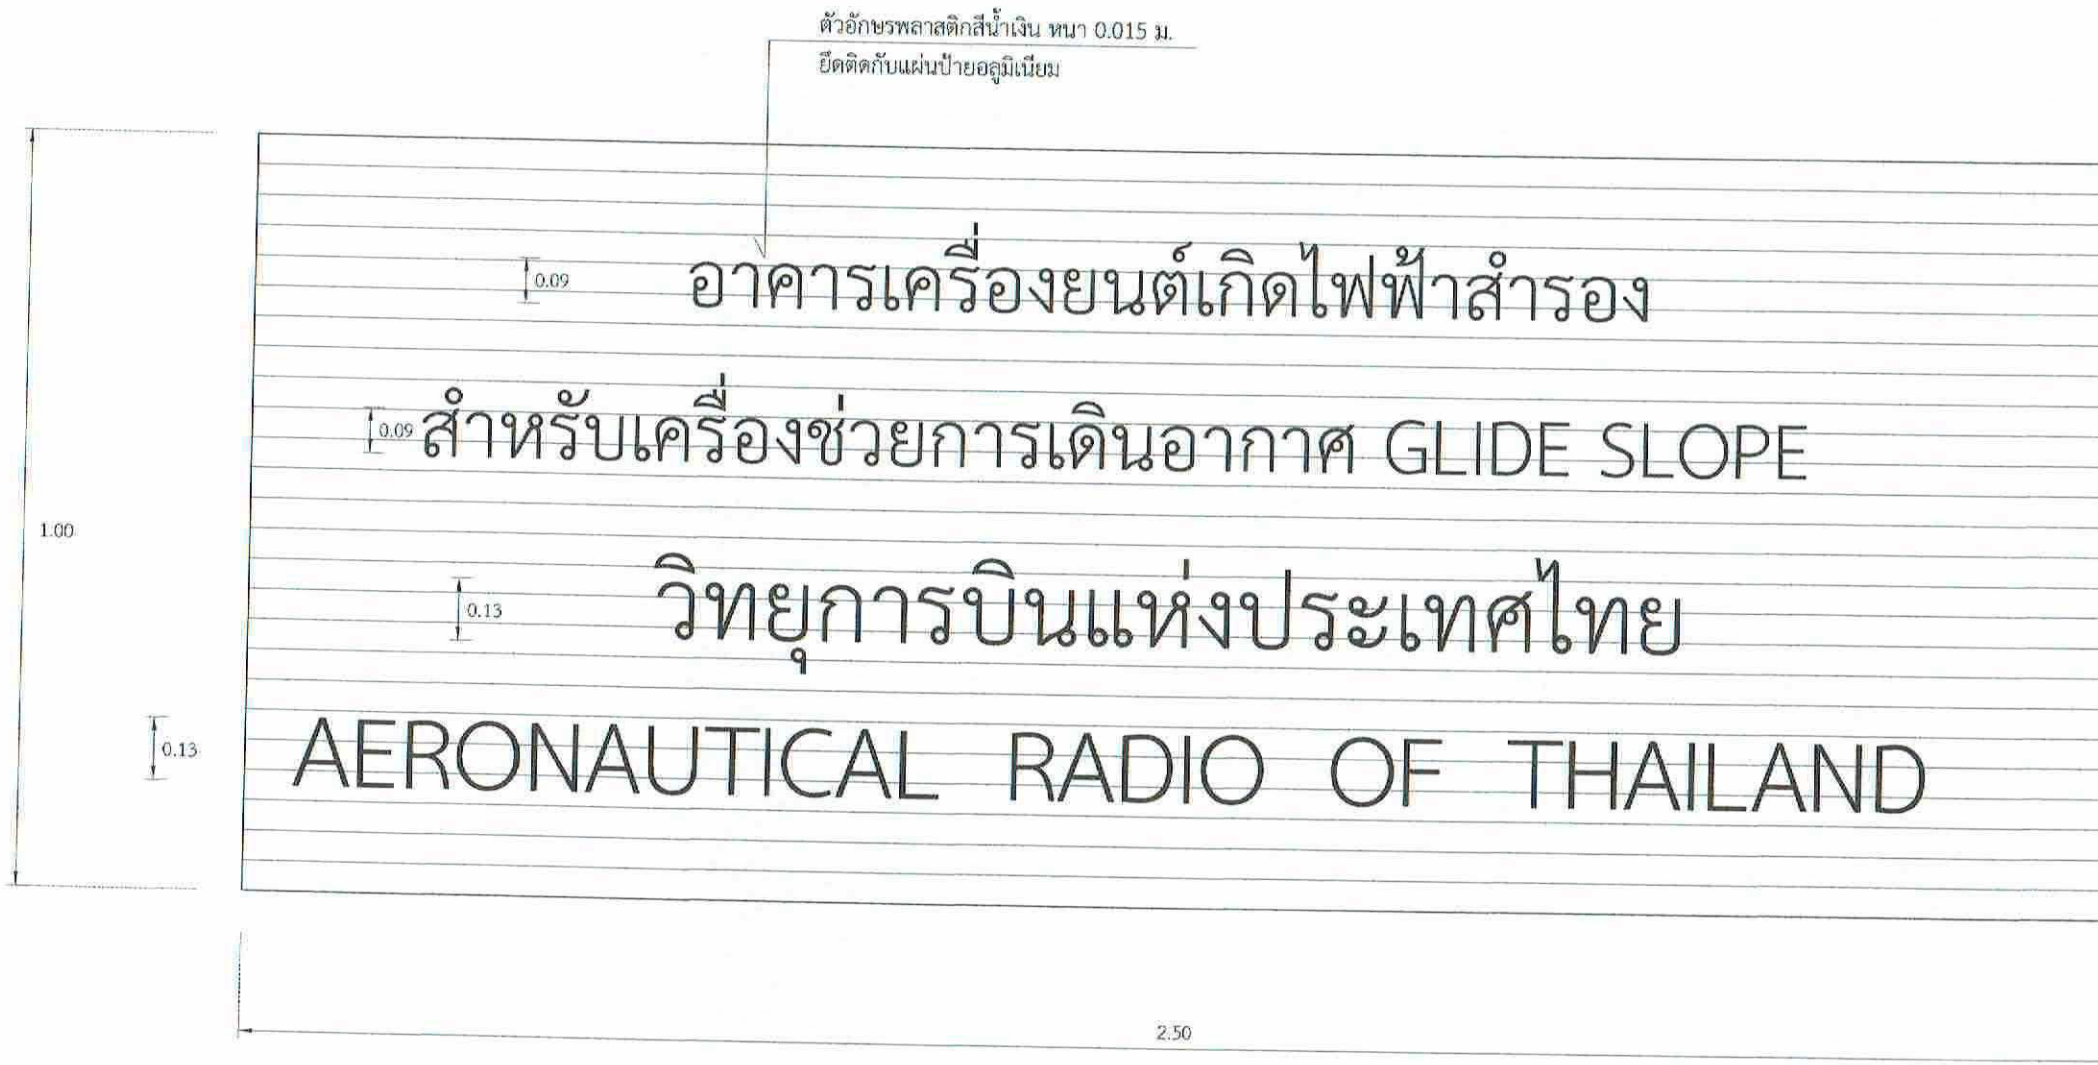 ตัวอักษรพลาสติกสีน้ำเงิน หนา 0.015 ม.
ยึดติดกับแผ่นป้ายอลูมิเนียม
0.09 อาคารเครื่องยนต์เกิดไฟฟ้าสำรอง
0.09 สำหรับเครื่องช่วยการเดินอากาศ GLIDE SLOPE
1.00
0.13 วิทยุการบินแห่งประเทศไทย
0.13 AERONAUTICAL RADIO OF THAILAND
2.50